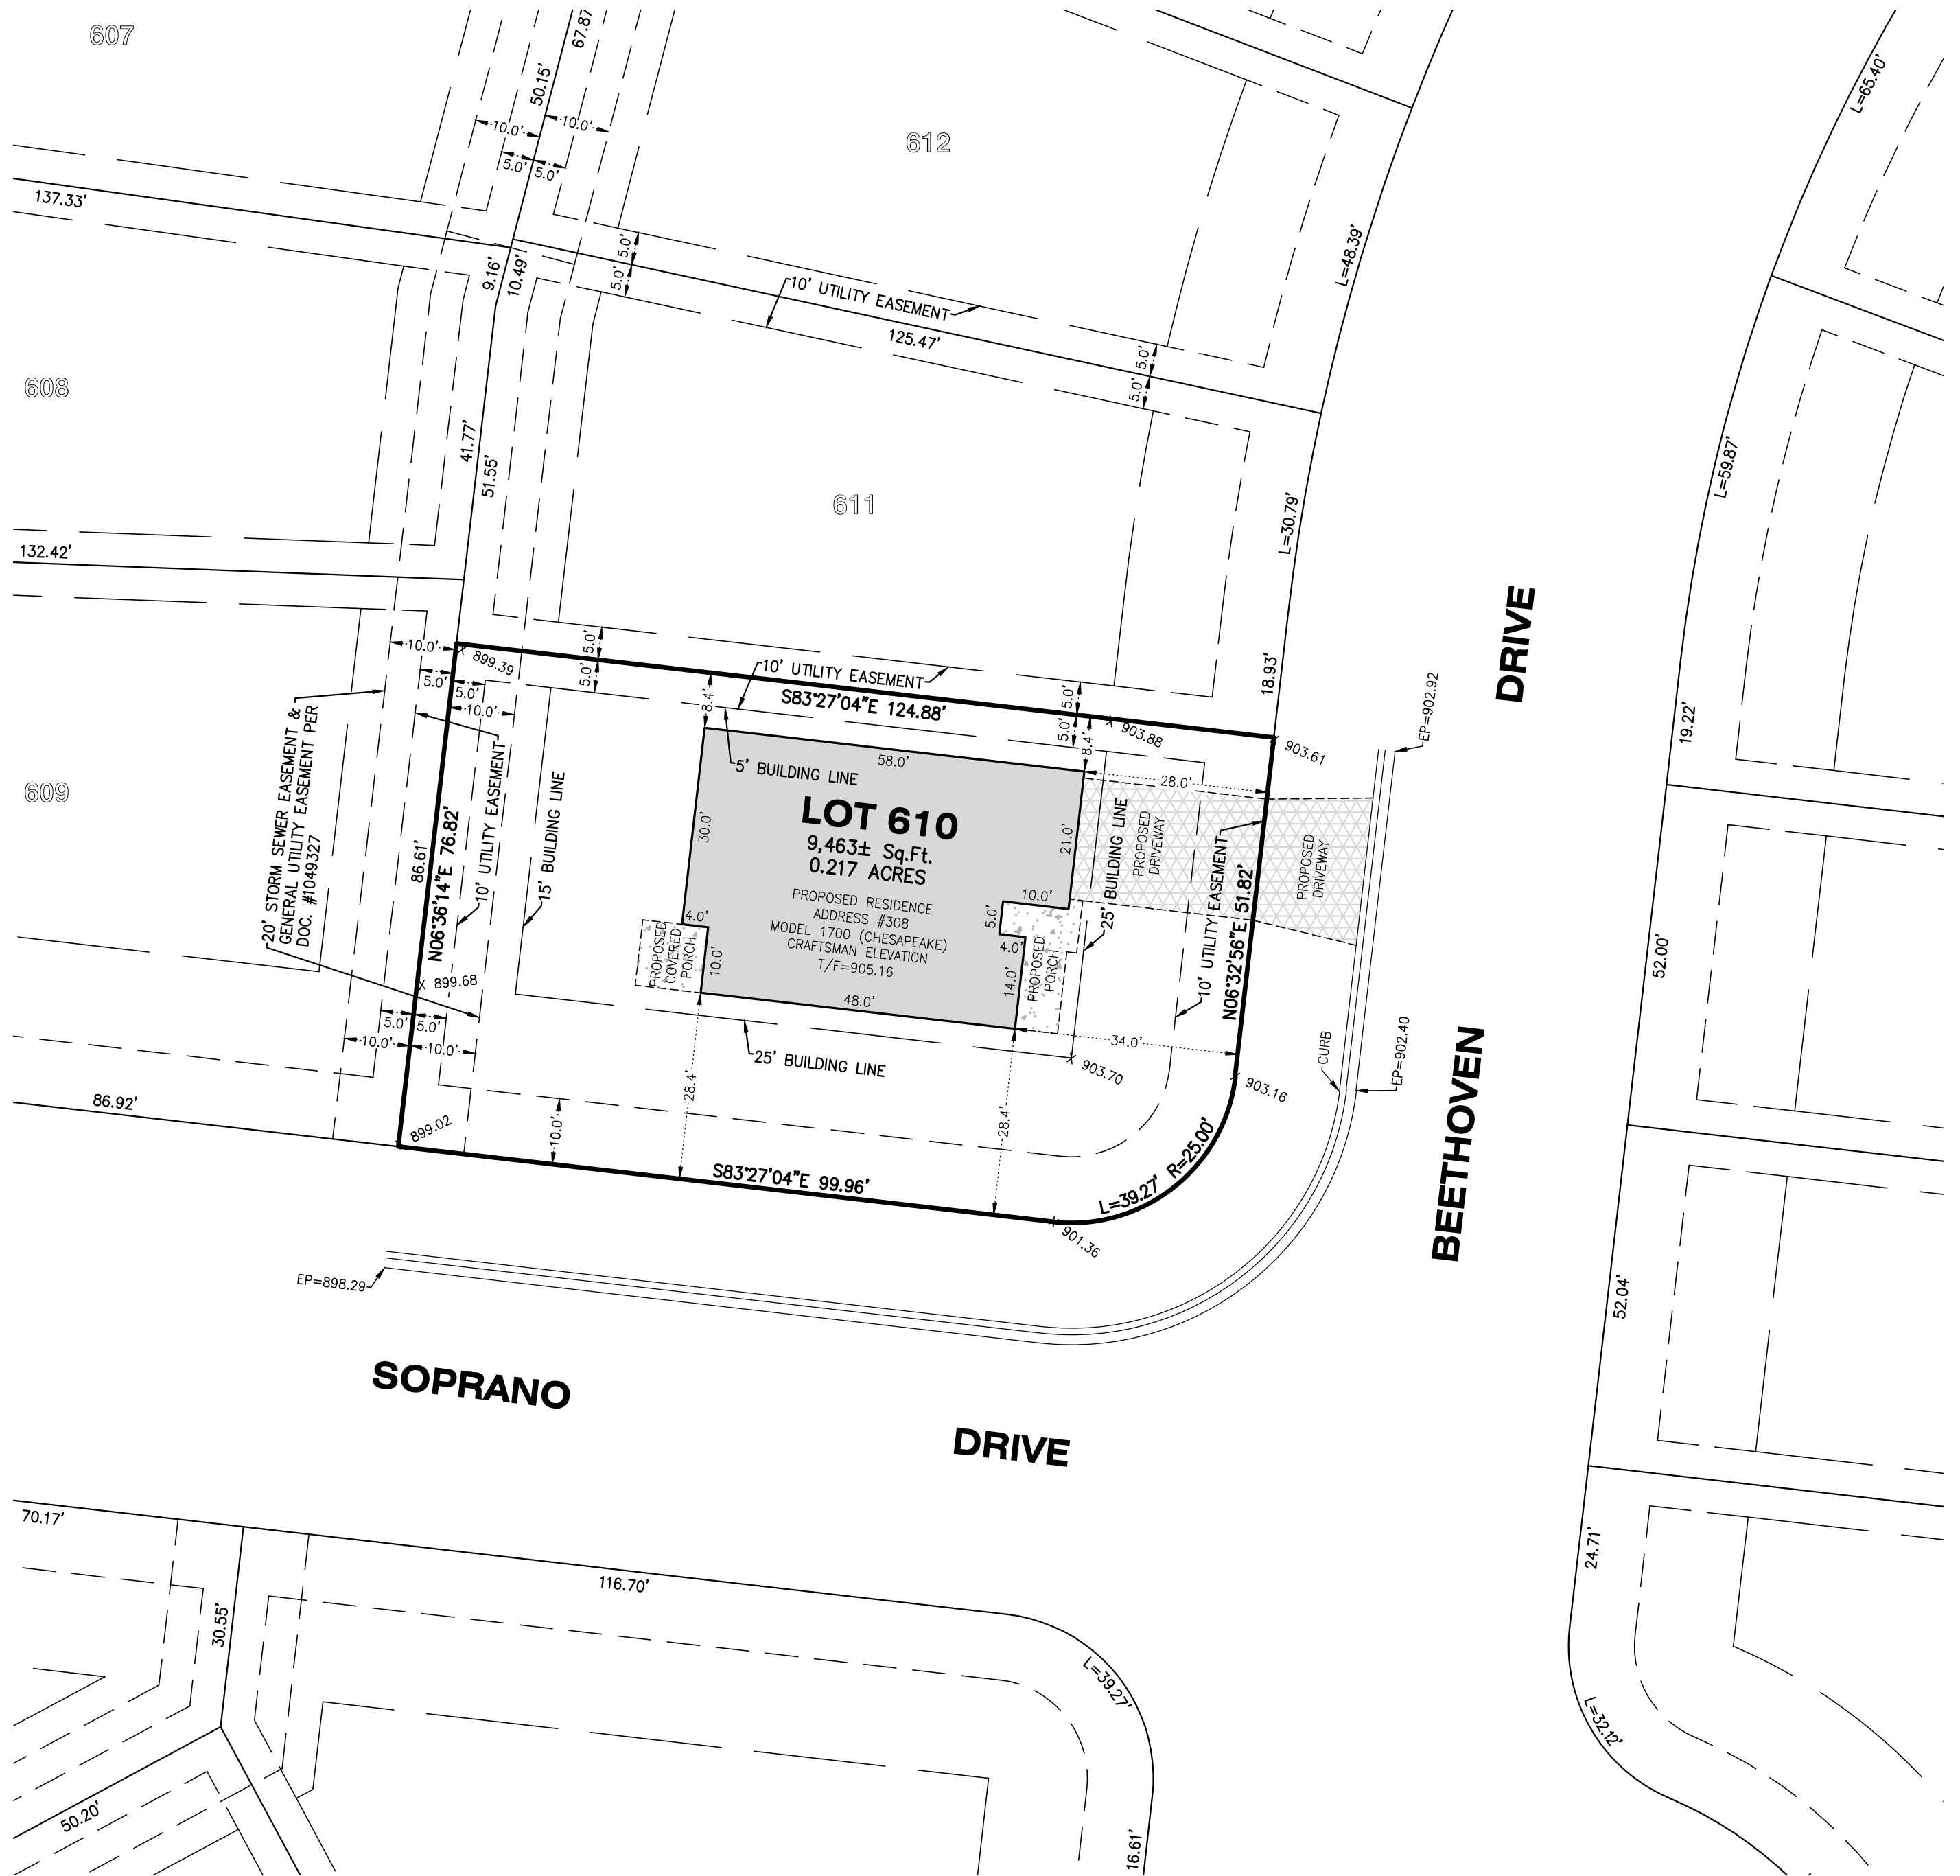 607
67.87'
50.15'
10.0'
10.0'
5.0'
5.0'
612
L=65.40'
137.33'
9.16'
10.49'
5.0'
5.0'
10' UTILITY EASEMENT
125.47'
5.0'
5.0'
L=48.39'
608
41.77'
51.55'
611
L=30.79'
L=59.87'
132.42'
18.93'
19.22'
DRIVE
609
10.0'
5.0'
5.0'
10.0'
899.39
5.0'
5.0'
10' UTILITY EASEMENT
S83°27'04"E 124.88'
8.4'
5.0'
5.0'
8.4'
903.88
903.61
EP=902.92
20' STORM SEWER EASEMENT &
GENERAL UTILITY EASEMENT PER
DOC. #1049327
86.61'
N06°36'14"E 76.82'
10' UTILITY EASEMENT
15' BUILDING LINE
5' BUILDING LINE
58.0'
28.0'
30.0'
LOT 610
9,463± Sq.Ft.
0.217 ACRES
PROPOSED RESIDENCE
ADDRESS #308
MODEL 1700 (CHESAPEAKE)
CRAFTSMAN ELEVATION
T/F=905.16
21.0'
10.0'
5.0'
4.0'
14.0'
4.0'
10.0'
48.0'
PROPOSED
COVERED
PORCH
PROPOSED
PORCH
25' BUILDING LINE
PROPOSED
DRIVEWAY
10' UTILITY EASEMENT
N06°32'56"E 51.82'
PROPOSED
DRIVEWAY
899.68
5.0'
5.0'
10.0'
10.0'
25' BUILDING LINE
34.0'
903.70
903.16
CURB
EP=902.40
52.00'
86.92'
899.02
10.0'
28.4'
28.4'
S83°27'04"E 99.96'
L=39.27' R=25.00'
901.36
BEETHOVEN
EP=898.29
52.04'
SOPRANO
DRIVE
70.17'
116.70'
30.55'
24.71'
L=39.27'
L=32.12'
50.20'
16.61'